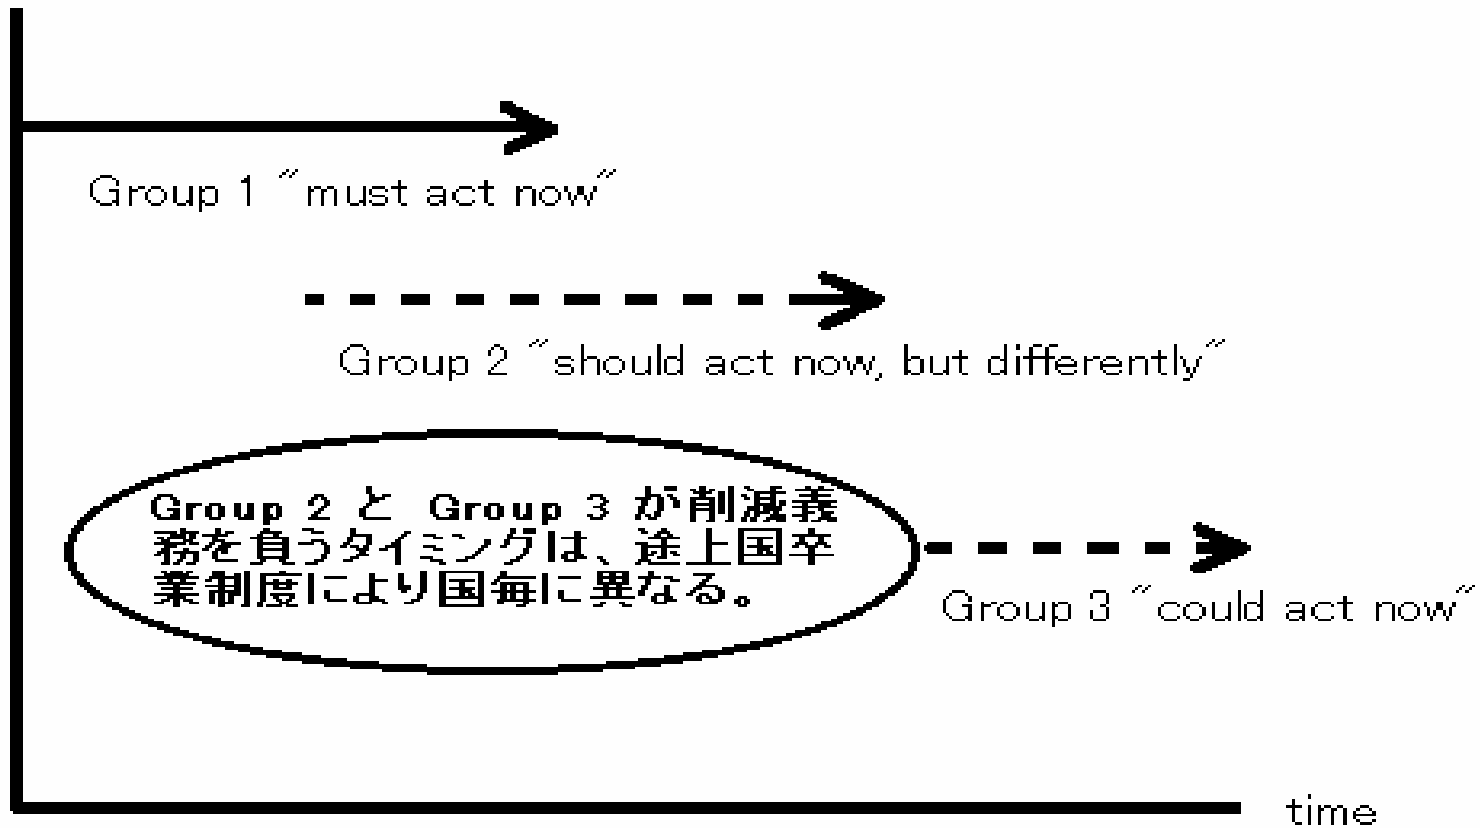 Group 1 "must act now"
Group 2 "should act now, but differently"
Group 2 と Group 3 が削減義
務を負うタイミングは、途上国卒
業制度により国毎に異なる。
Group 3 "could act now"
time